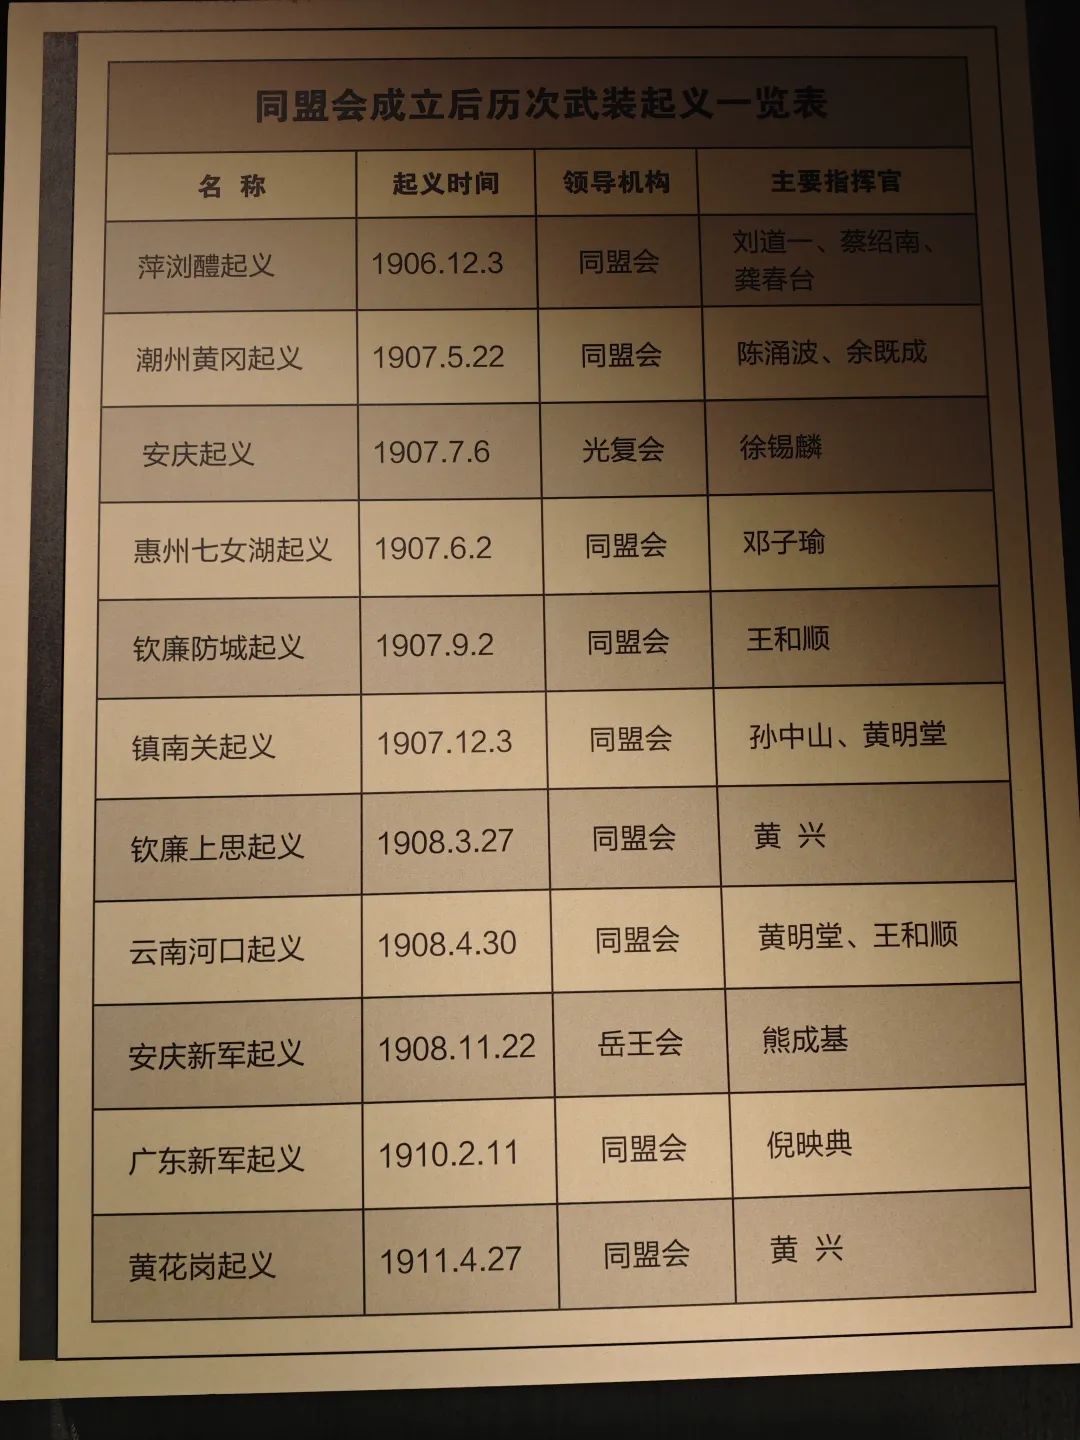 同盟会成立后历次武装起义一览表
名 称 起义时间 领导机构 主要指挥官
萍浏醴起义 1906.12.3 同盟会 刘道一、蔡绍南、
龚春台
潮州黄冈起义 1907.5.22 同盟会 陈涌波、余既成
安庆起义 1907.7.6 光复会 徐锡麟
惠州七女湖起义 1907.6.2 同盟会 邓子瑜
钦廉防城起义 1907.9.2 同盟会 王和顺
镇南关起义 1907.12.3 同盟会 孙中山、黄明堂
钦廉上思起义 1908.3.27 同盟会 黄 兴
云南河口起义 1908.4.30 同盟会 黄明堂、王和顺
安庆新军起义 1908.11.22 岳王会 熊成基
广东新军起义 1910.2.11 同盟会 倪映典
黄花岗起义 1911.4.27 同盟会 黄 兴